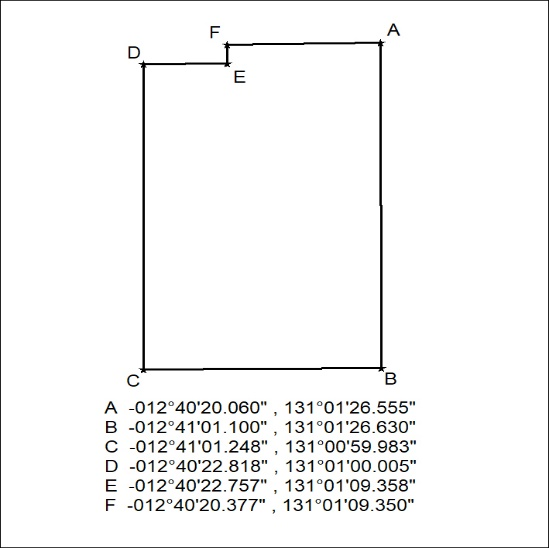 F
A
D
E
C
B
A -012°40'20.060" , 131°01'26.555"
B -012°41'01.100" , 131°01'26.630"
C -012°41'01.248" , 131°00'59.983"
D -012°40'22.818" , 131°01'00.005"
E -012°40'22.757" , 131°01'09.358"
F -012°40'20.377" , 131°01'09.350"